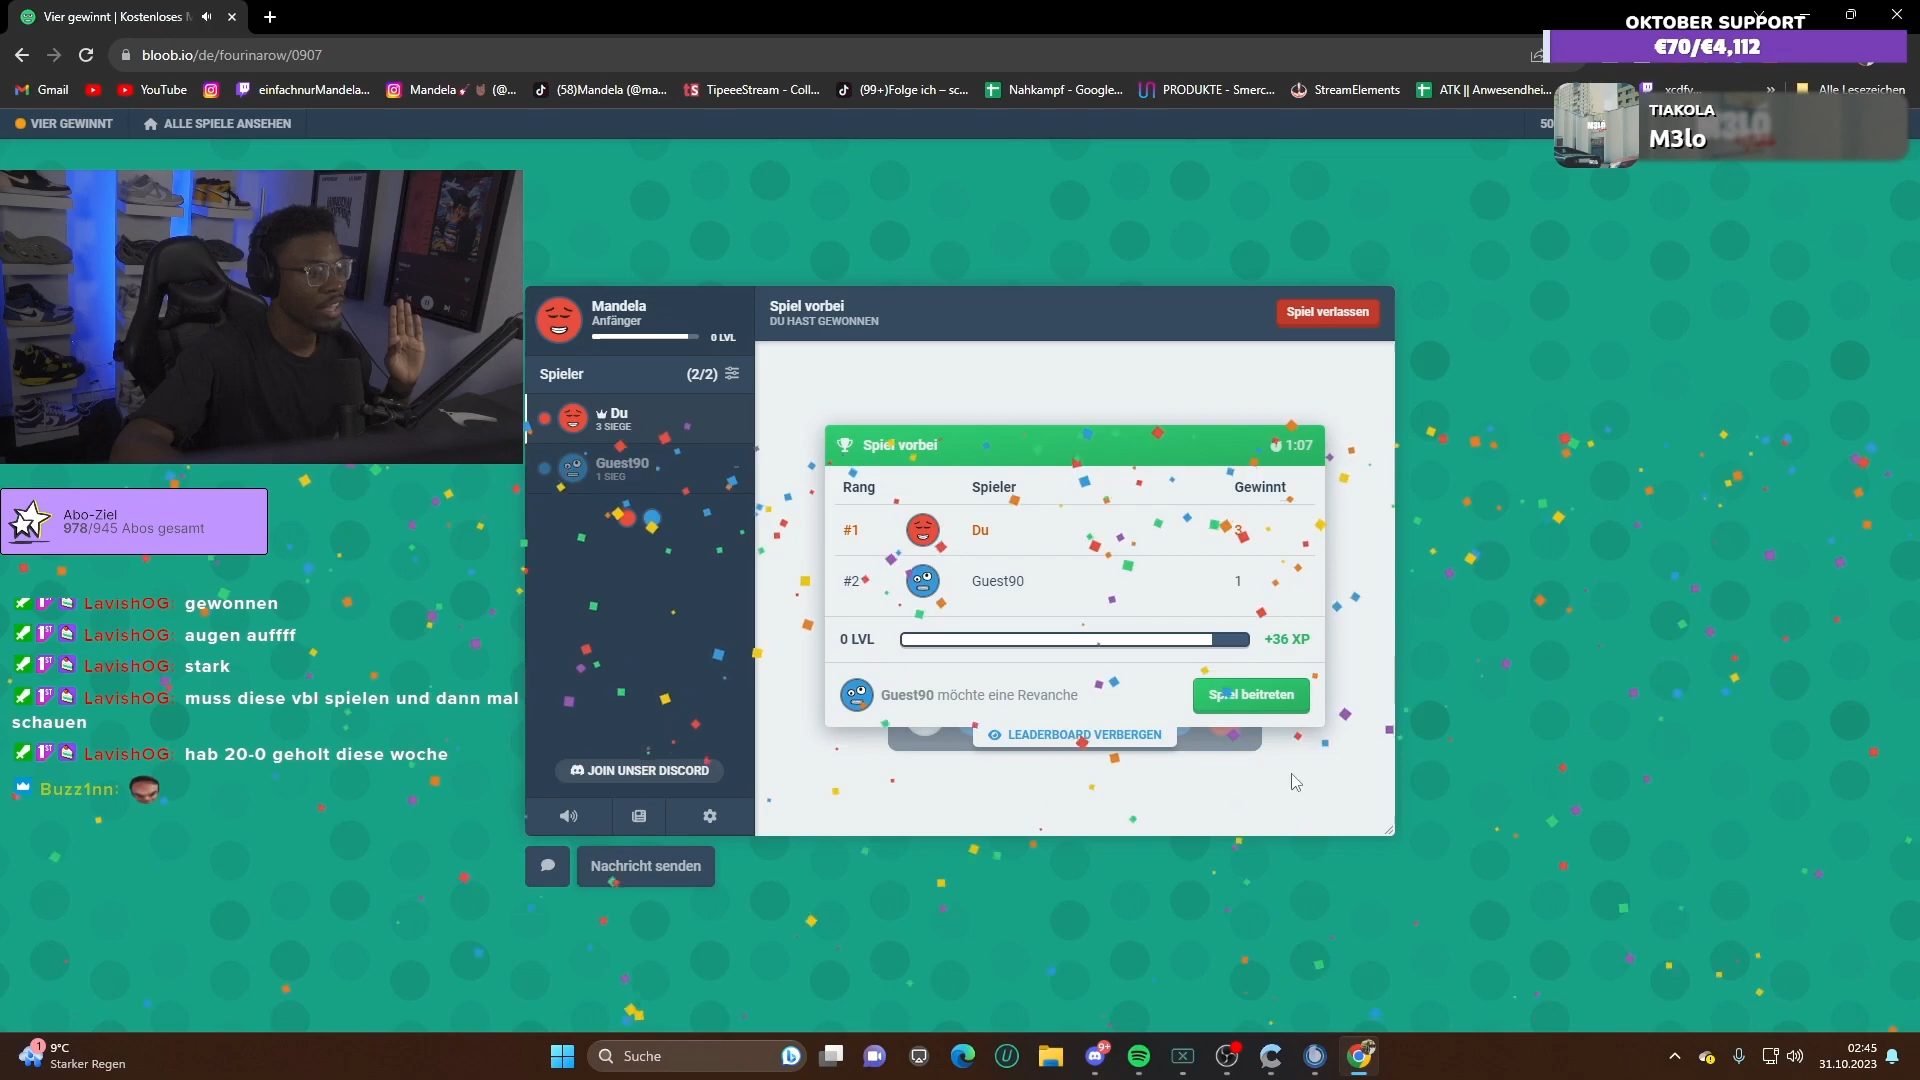 Vier gewinnt | Kostenloses M
OKTOBER SUPPORT
€70/€4,112
bloob.io/de/fourinarow/0907
Gmail
YouTube
einfachnurMandela...
Mandela
(@...
(58)Mandela (@ma...
TipeeeStream - Coll...
(99+)Folge ich – sc...
Nahkampf - Google...
PRODUKTE - Smerc...
StreamElements
ATK || Anwesendhei...
xcdfv...
Alle Lesezeichen
VIER GEWINNT
ALLE SPIELE ANSEHEN
50
TIAKOLA
M3lo
Mandela
Anfänger
0 LVL
Spiel vorbei
DU HAST GEWONNEN
Spiel verlassen
Spieler
(2/2)
Du
3 SIEGE
Guest90
1 SIEG
Spiel vorbei
1:07
Rang
Spieler
Gewinnt
#1
Du
3
#2
Guest90
1
0 LVL
+36 XP
Guest90 möchte eine Revanche
Spiel beitreten
LEADERBOARD VERBERGEN
JOIN UNSER DISCORD
Nachricht senden
Abo-Ziel
978/945 Abos gesamt
LavishOG: gewonnen
LavishOG: augen auffff
LavishOG: stark
LavishOG: muss diese vbl spielen und dann mal
schauen
LavishOG: hab 20-0 geholt diese woche
Buzz1nn:
1
9°C
Starker Regen
Suche
9+
02:45
31.10.2023